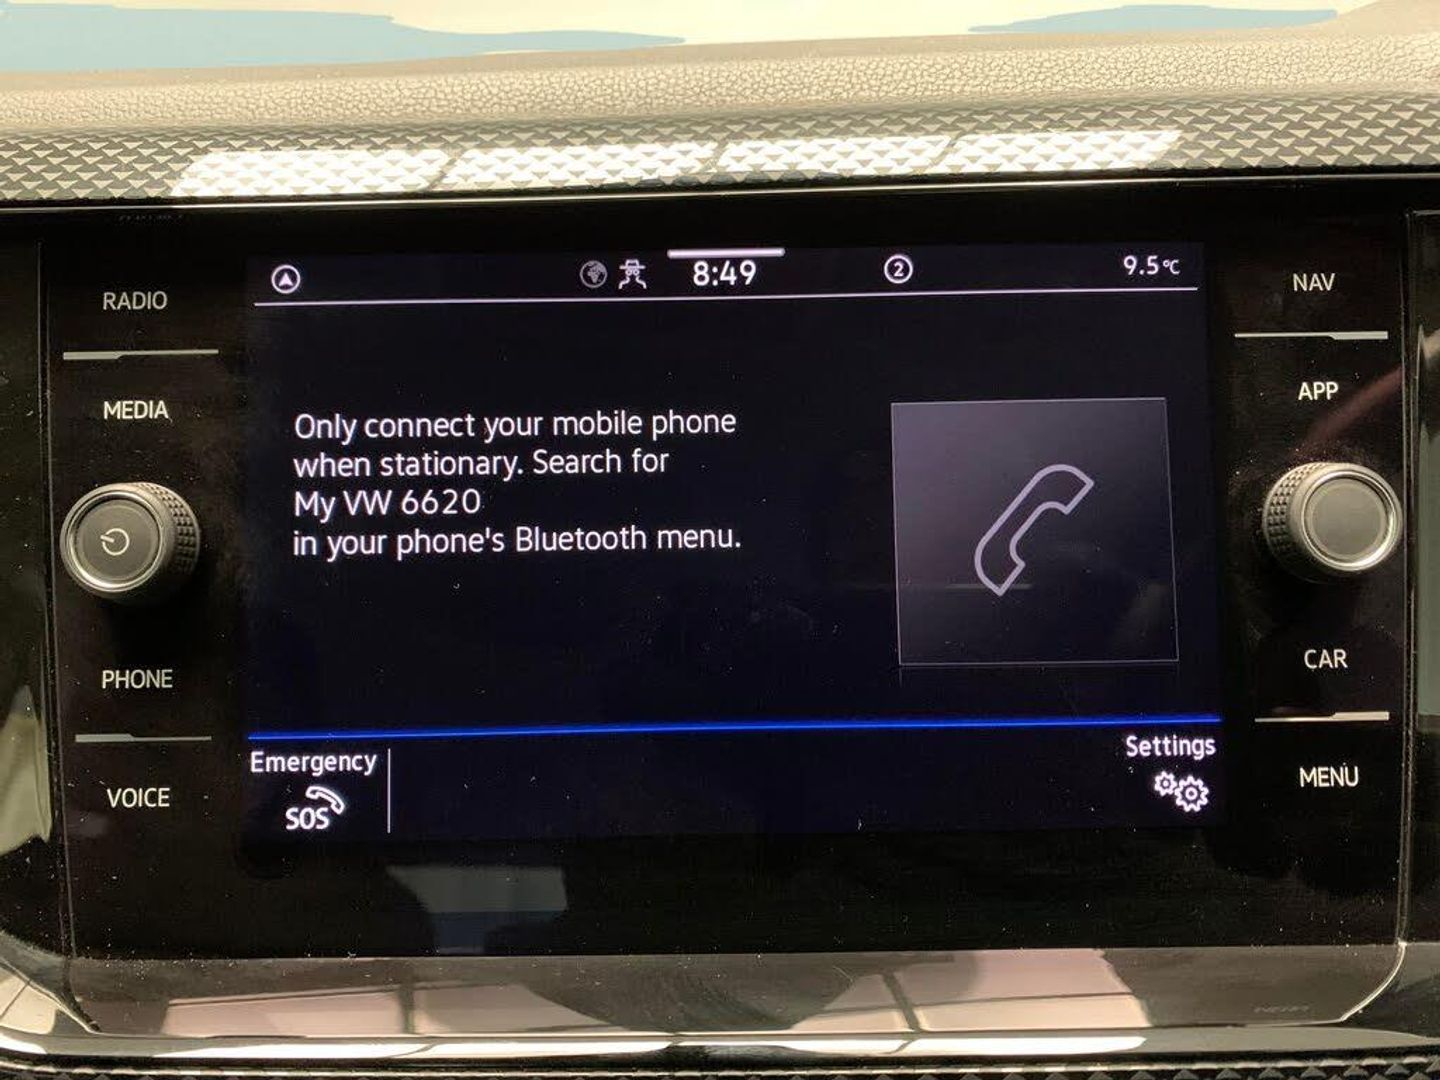 8:49
2
9.5°C
RADIO
MEDIA
PHONE
VOICE
Only connect your mobile phone
when stationary. Search for
My VW 6620
in your phone's Bluetooth menu.
Emergency
SOS
Settings
NAV
APP
CAR
MENU